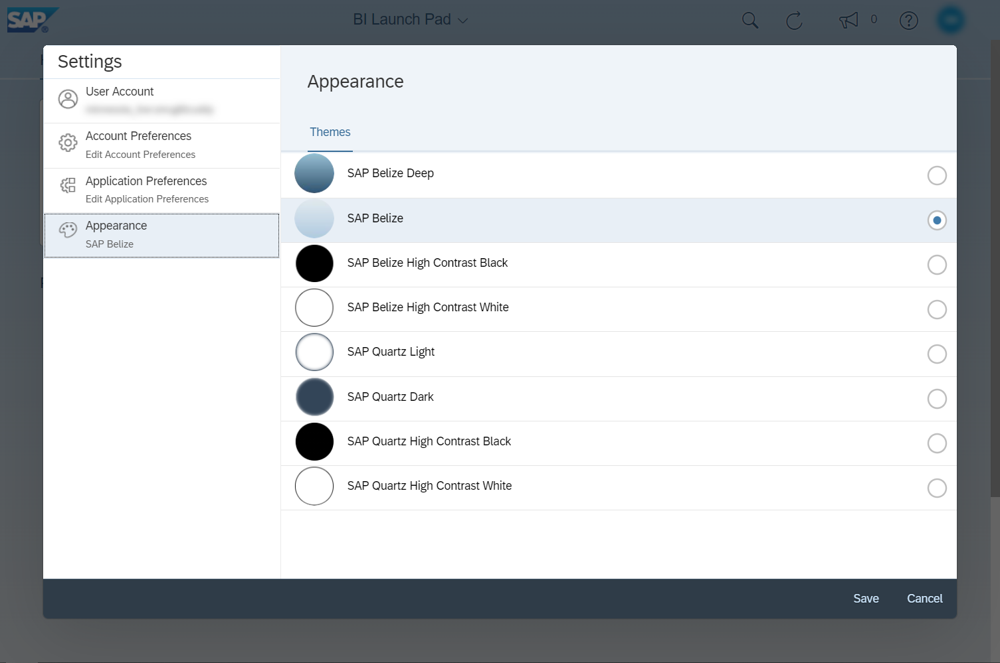 SAP®
BI Launch Pad
0
Settings
User Account
Account Preferences
Edit Account Preferences
Application Preferences
Edit Application Preferences
Appearance
SAP Belize
Appearance
Themes
SAP Belize Deep
SAP Belize
SAP Belize High Contrast Black
SAP Belize High Contrast White
SAP Quartz Light
SAP Quartz Dark
SAP Quartz High Contrast Black
SAP Quartz High Contrast White
Save
Cancel